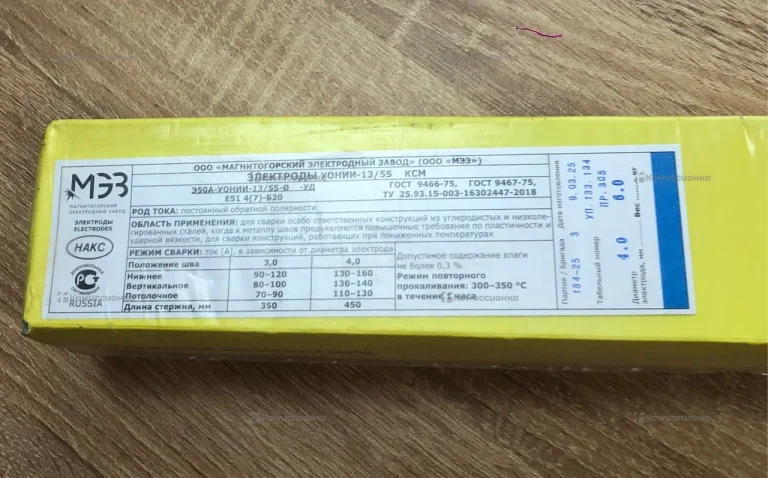 ООО «МАГНИТОГОРСКИЙ ЭЛЕКТРОДНЫЙ ЗАВОД» (ООО «МЭЗ»)
МЭЗ
МАГНИТОГОРСКИЙ
ЭЛЕКТРОДНЫЙ ЗАВОД
ЭЛЕКТРОДЫ
ELECTRODES
НАКС
RUSSIA
ЭЛЕКТРОДЫ УОНИИ-13/55 КСМ
Э50А-УОНИИ-13/55-Ø -УД
Е51 4(7)-Б20
ГОСТ 9466-75, ГОСТ 9467-75,
ТУ 25.93.15-003-16302447-2018
РОД ТОКА: постоянный обратной полярности
ОБЛАСТЬ ПРИМЕНЕНИЯ: для сварки особо ответственных конструкций из углеродистых и низколе-
гированных сталей, когда к металлу швов предъявляются повышенные требования по пластичности и
ударной вязкости, для сварки конструкций, работающих при пониженных температурах
РЕЖИМ СВАРКИ: ток [А], в зависимости от диаметра электрода
Положение шва 3,0 4,0
Нижнее 90–120 130–160
Вертикальное 80–100 130–140
Потолочное 70–90 110–130
Длина стержня, мм 350 450
Допустимое содержание влаги
не более 0,3 %
Режим повторного
прокаливания: 300–350 °С
в течение 1 часа
Партия / Бригада Дата изготовления
184-25 3 9.03.25
Табельный номер УП. 133. 134
ПР. 305
Диаметр
электрода, мм 4.0 Вес 6.0 кг
Комиссионко
Комиссионко
Комиссионко
Комиссионко